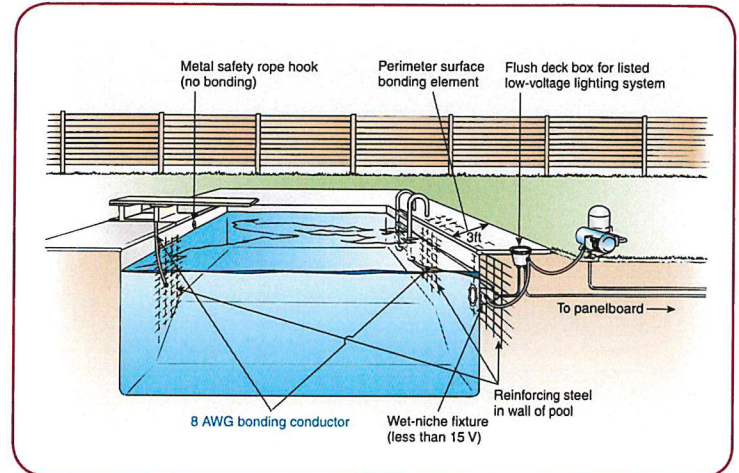 Metal safety rope hook
(no bonding)
Perimeter surface
bonding element
Flush deck box for listed
low-voltage lighting system
3ft
To panelboard
Reinforcing steel
in wall of pool
8 AWG bonding conductor
Wet-niche fixture
(less than 15 V)